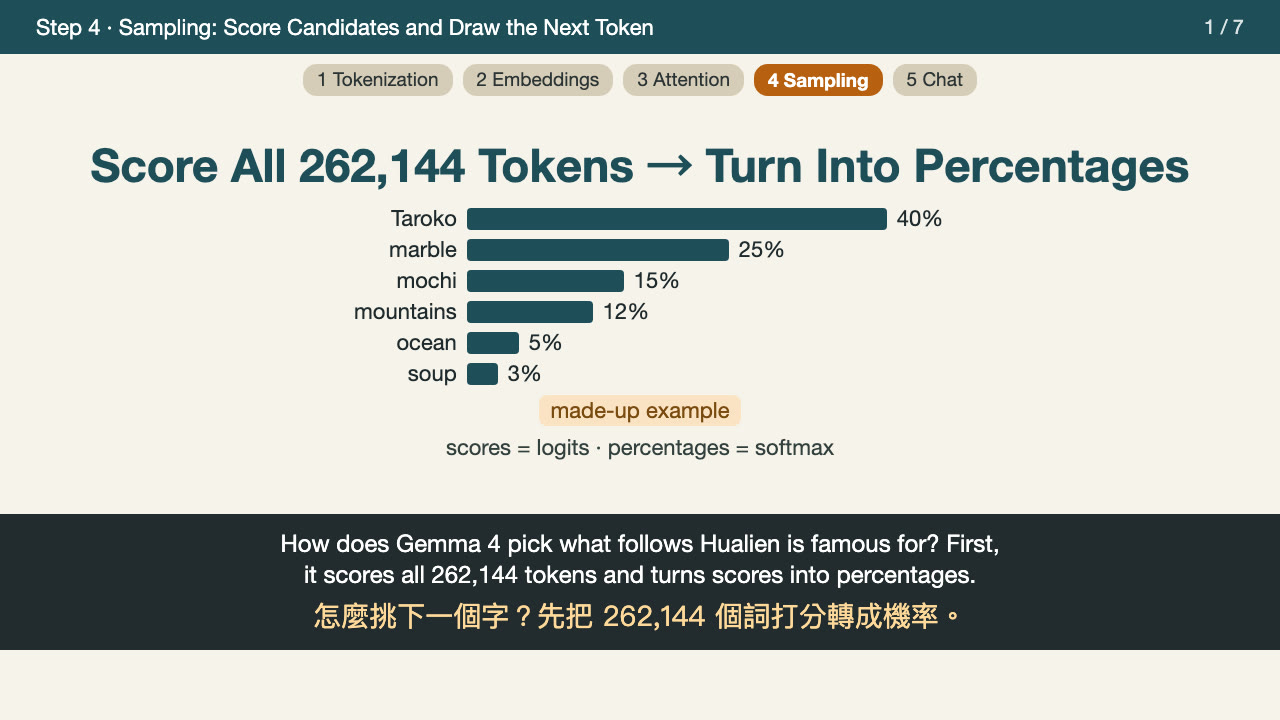 Step 4 · Sampling: Score Candidates and Draw the Next Token
1 / 7
1 Tokenization
2 Embeddings
3 Attention
4 Sampling
5 Chat
Score All 262,144 Tokens → Turn Into Percentages
Taroko 40%
marble 25%
mochi 15%
mountains 12%
ocean 5%
soup 3%
made-up example
scores = logits · percentages = softmax
How does Gemma 4 pick what follows Hualien is famous for? First,
it scores all 262,144 tokens and turns scores into percentages.
怎麼挑下一個字？先把 262,144 個詞打分轉成機率。